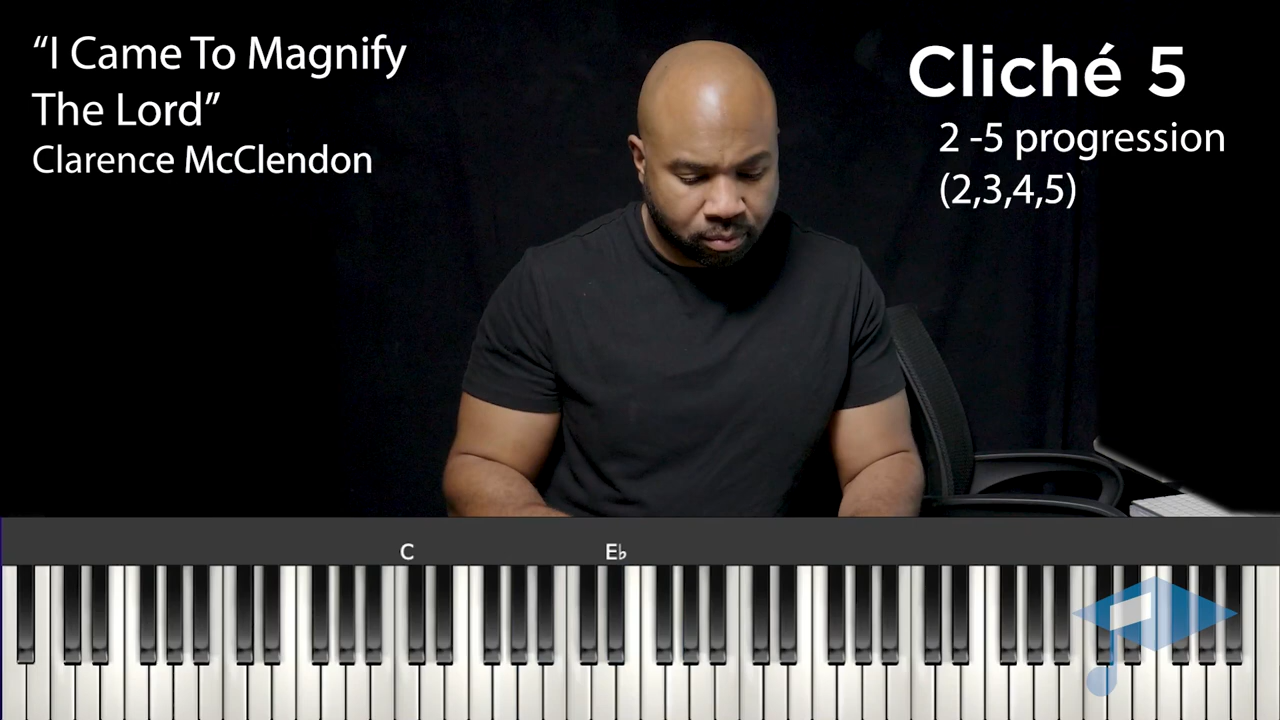 “I Came To Magnify
The Lord”
Clarence McClendon
Cliché 5
2 -5 progression
(2,3,4,5)
C
E♭